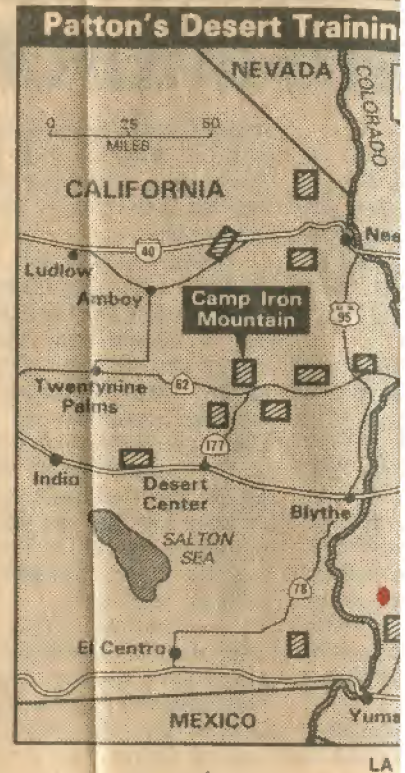 Patton's Desert Trainin
NEVADA
COLORADO
0 25 50
MILES
CALIFORNIA
40
Nee
Ludlow
Amboy
Camp Iron
Mountain
95
Twentynine
Palms
62
177
India
Desert
Center
Blythe
SALTON
SEA
78
El Centro
MEXICO
Yuma
LA